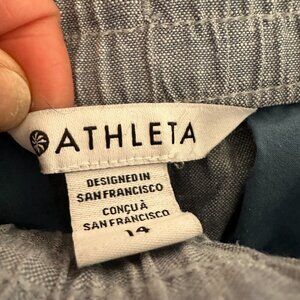 ATHLETA
DESIGNED IN
SAN FRANCISCO
CONÇU À
SAN FRANCISCO
14